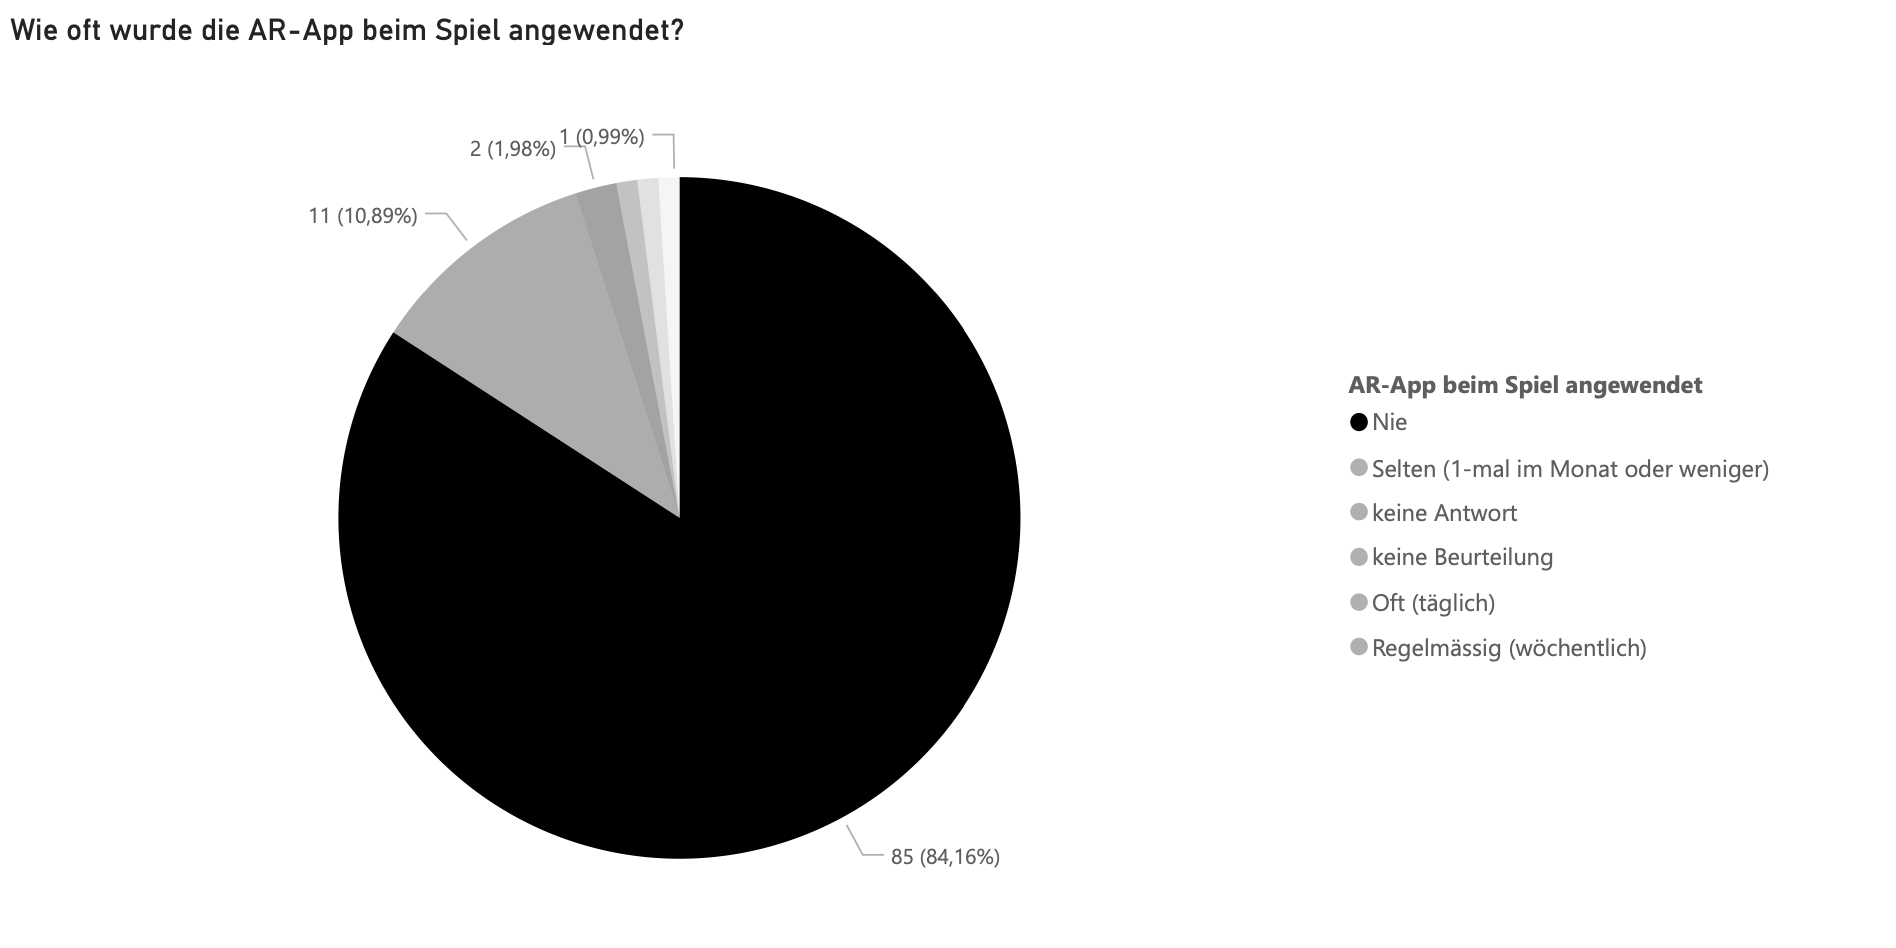 Wie oft wurde die AR-App beim Spiel angewendet?
1 (0,99%)
2 (1,98%)
11 (10,89%)
85 (84,16%)
AR-App beim Spiel angewendet
Nie
Selten (1-mal im Monat oder weniger)
keine Antwort
keine Beurteilung
Oft (täglich)
Regelmässig (wöchentlich)